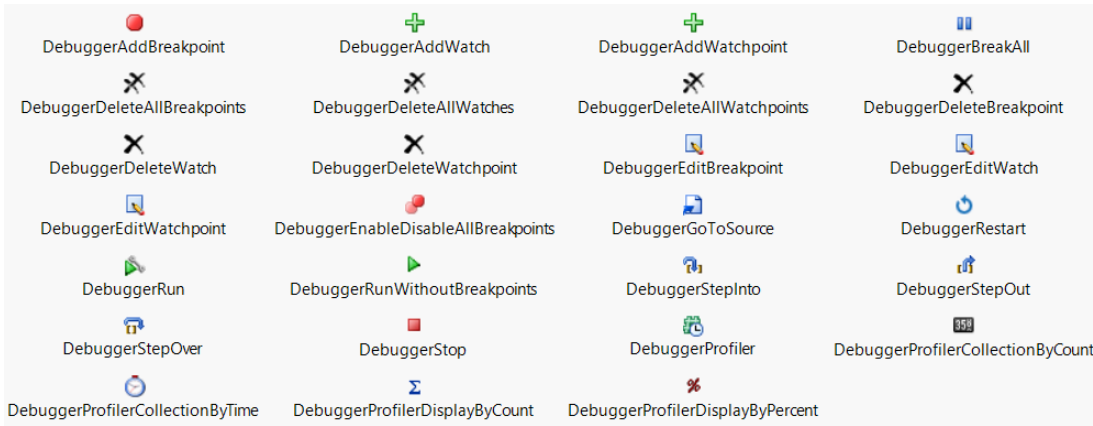 DebuggerAddBreakpoint DebuggerAddWatch DebuggerAddWatchpoint DebuggerBreakAll
DebuggerDeleteAllBreakpoints DebuggerDeleteAllWatches DebuggerDeleteAllWatchpoints DebuggerDeleteBreakpoint
DebuggerDeleteWatch DebuggerDeleteWatchpoint DebuggerEditBreakpoint DebuggerEditWatch
DebuggerEditWatchpoint DebuggerEnableDisableAllBreakpoints DebuggerGoToSource DebuggerRestart
DebuggerRun DebuggerRunWithoutBreakpoints DebuggerStepInto DebuggerStepOut
359
DebuggerStepOver DebuggerStop DebuggerProfiler DebuggerProfilerCollectionByCount
Σ %
DebuggerProfilerCollectionByTime DebuggerProfilerDisplayByCount DebuggerProfilerDisplayByPercent